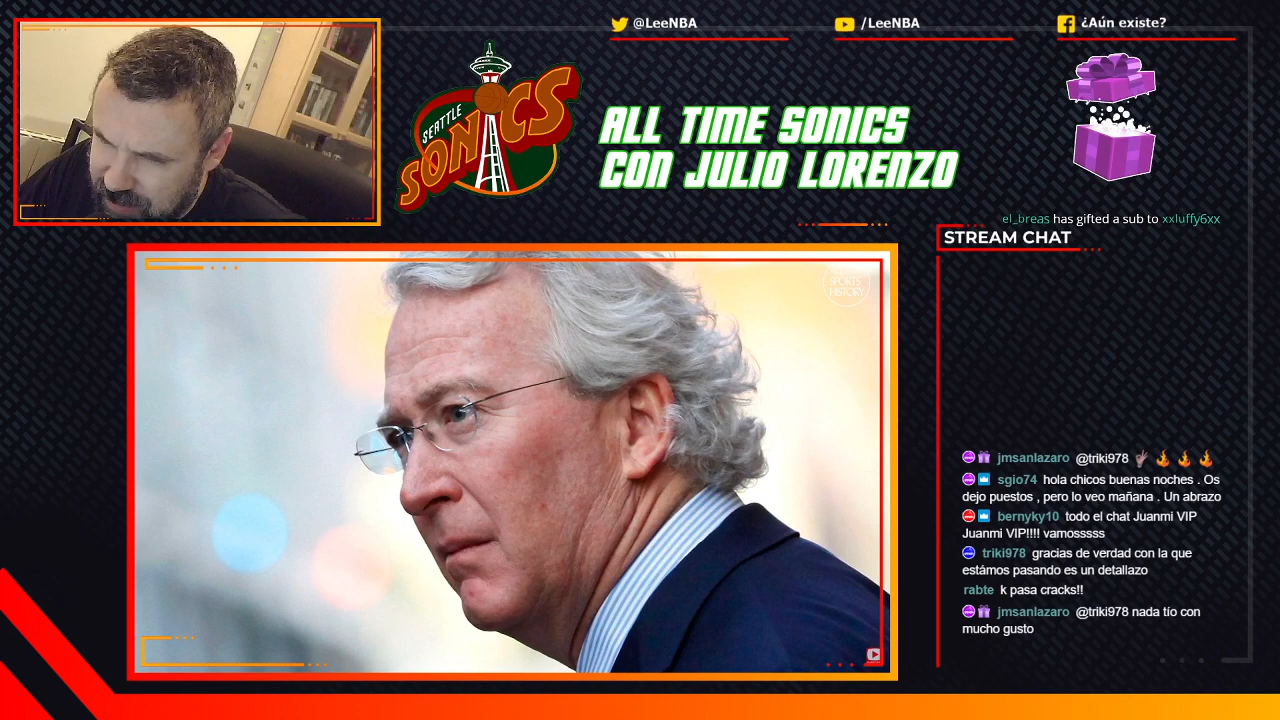 @LeeNBA
/LeeNBA
¿Aún existe?
SEATTLE
SONICS
ALL TIME SONICS
CON JULIO LORENZO
el_breas has gifted a sub to xxluffy6xx
STREAM CHAT
SPORTS
HISTORY
jmsanlazaro @triki978
sgio74 hola chicos buenas noches . Os
dejo puestos , pero lo veo mañana . Un abrazo
bernyky10 todo el chat Juanmi VIP
Juanmi VIP!!!! vamosssss
triki978 gracias de verdad con la que
estámos pasando es un detallazo
rabte k pasa cracks!!
jmsanlazaro @triki978 nada tío con
mucho gusto